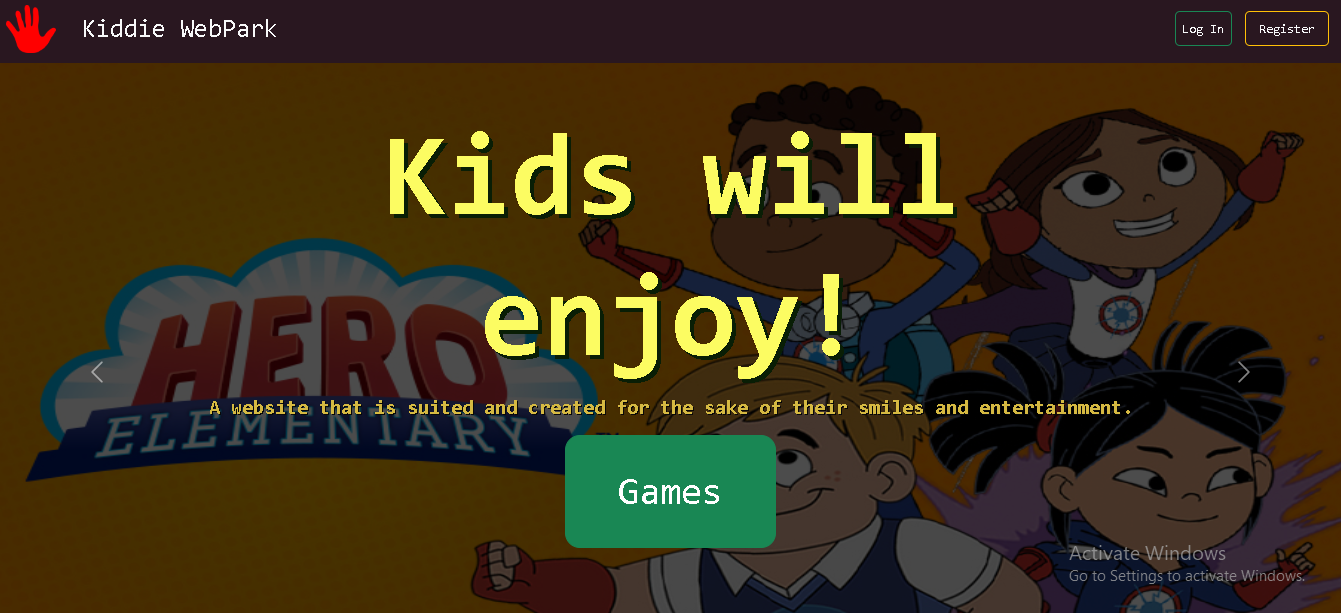 Kiddie WebPark
Log In
Register
Kids will
enjoy!
HERO
ELEMENTARY
A website that is suited and created for the sake of their smiles and entertainment.
Games
Activate Windows
Go to Settings to activate Windows.